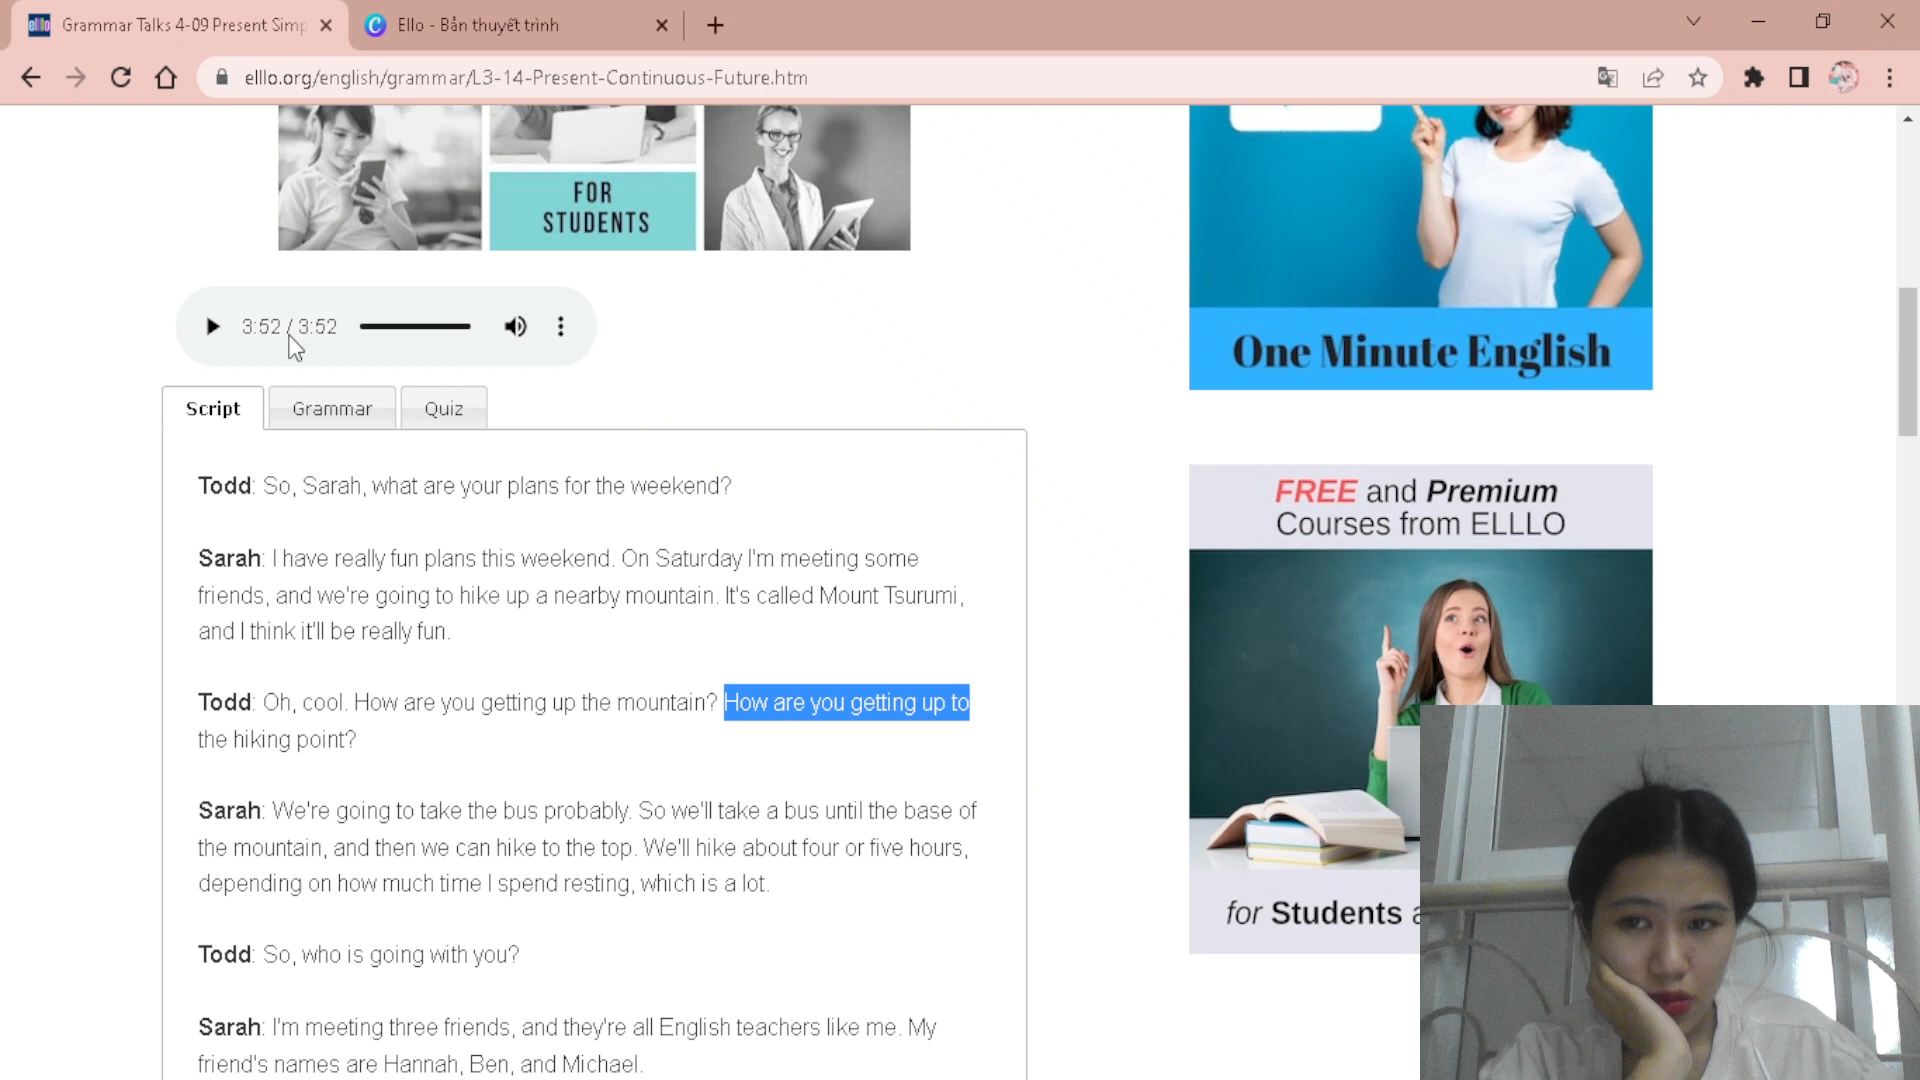 Grammar Talks 4-09 Present Simp
Ello - Bản thuyết trình
elllo.org/english/grammar/L3-14-Present-Continuous-Future.htm
FOR
STUDENTS
One Minute English
3:52 / 3:52
Script
Grammar
Quiz
Todd: So, Sarah, what are your plans for the weekend?
Sarah: I have really fun plans this weekend. On Saturday I'm meeting some
friends, and we're going to hike up a nearby mountain. It's called Mount Tsurumi,
and I think it'll be really fun.
Todd: Oh, cool. How are you getting up the mountain? How are you getting up to
the hiking point?
Sarah: We're going to take the bus probably. So we'll take a bus until the base of
the mountain, and then we can hike to the top. We'll hike about four or five hours,
depending on how much time I spend resting, which is a lot.
Todd: So, who is going with you?
Sarah: I'm meeting three friends, and they're all English teachers like me. My
friend's names are Hannah, Ben, and Michael.
FREE and Premium
Courses from ELLLO
for Students a